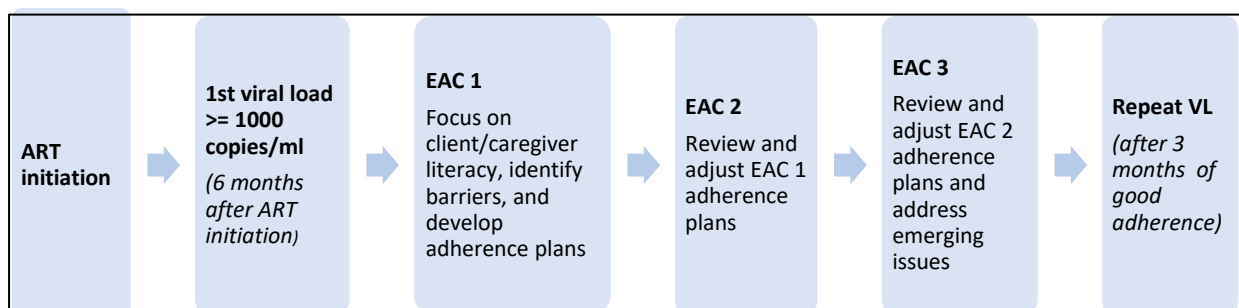 ART
initiation
1st viral load
>= 1000
copies/ml
(6 months
after ART
initiation)
EAC 1
Focus on
client/caregiver
literacy, identify
barriers, and
develop
adherence plans
EAC 2
Review and
adjust EAC 1
adherence
plans
EAC 3
Review and
adjust EAC 2
adherence
plans and
address
emerging
issues
Repeat VL
(after 3
months of
good
adherence)